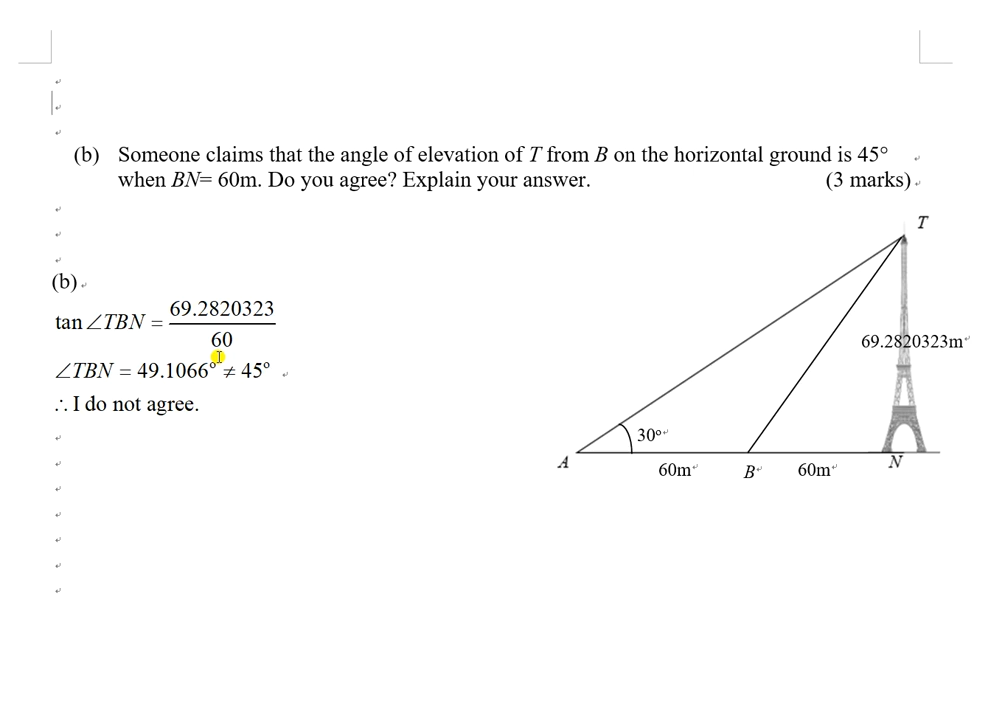 (b) Someone claims that the angle of elevation of T from B on the horizontal ground is 45°
when BN= 60m. Do you agree? Explain your answer. (3 marks)
(b)
tan ∠TBN = 69.2820323/60
∠TBN = 49.1066° ≠ 45°
∴ I do not agree.
T
69.2820323m
30°
A
60m
B
60m
N